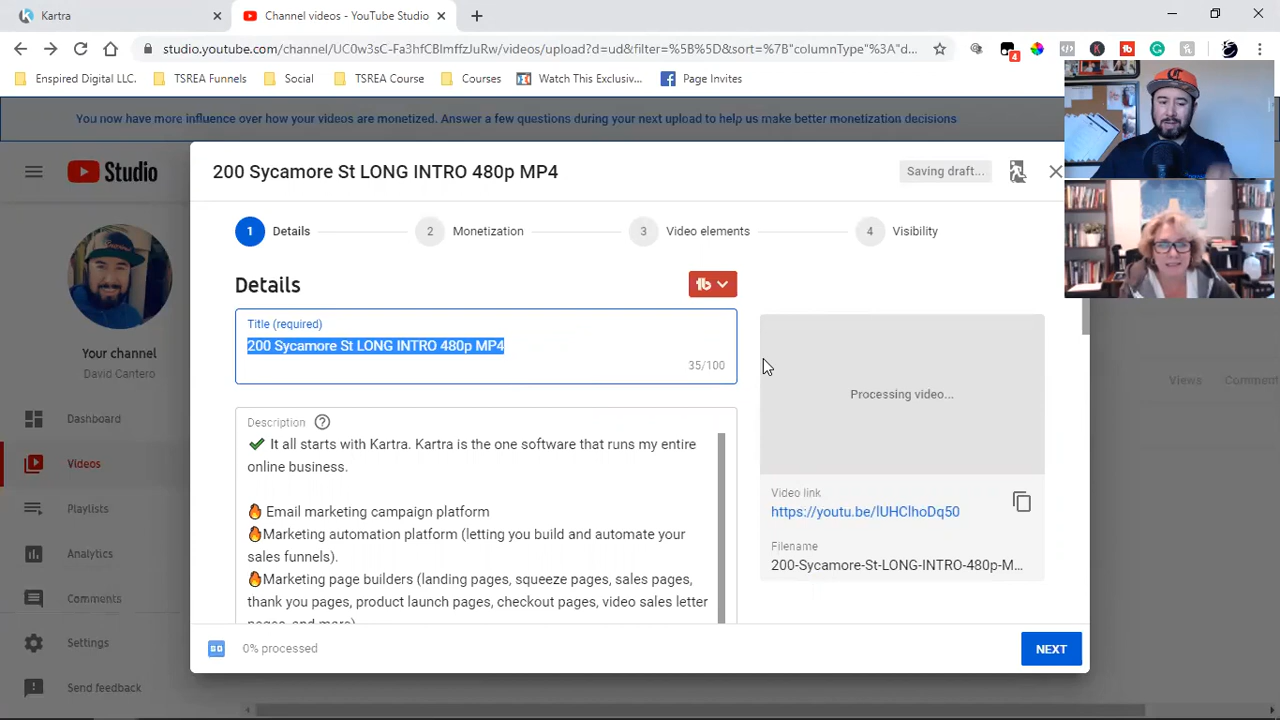 Kartra
Channel videos - YouTube Studio
studio.youtube.com/channel/UC0w3sC-Fa3hfCBlmffzJuRw/videos/upload?d=ud&filter=%5B%5D&sort=%7B"columnType"%3A"d...
4
Enspired Digital LLC.
TSREA Funnels
Social
TSREA Course
Courses
Watch This Exclusiv...
Page Invites
You now have more influence over how your videos are monetized. Answer a few questions during your next upload to help us make better monetization decisions
Studio
200 Sycamore St LONG INTRO 480p MP4
Saving draft...
1 Details
2 Monetization
3 Video elements
4 Visibility
Details
Title (required)
200 Sycamore St LONG INTRO 480p MP4
35/100
Processing video...
Your channel
David Cantero
Dashboard
Videos
Playlists
Analytics
Comments
Settings
Send feedback
Views
Comment
Description
✔ It all starts with Kartra. Kartra is the one software that runs my entire
online business.
🔥 Email marketing campaign platform
🔥Marketing automation platform (letting you build and automate your
sales funnels).
🔥Marketing page builders (landing pages, squeeze pages, sales pages,
thank you pages, product launch pages, checkout pages, video sales letter
pages, and more)
Video link
https://youtu.be/lUHClhoDq50
Filename
200-Sycamore-St-LONG-INTRO-480p-M...
SD
0% processed
NEXT